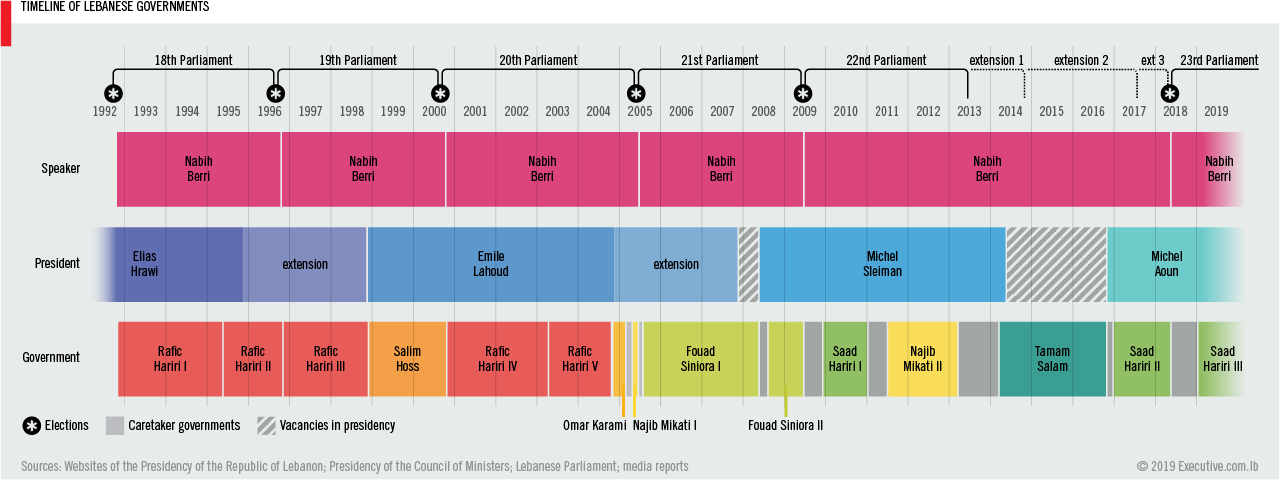 TIMELINE OF LEBANESE GOVERNMENTS
18th Parliament 19th Parliament 20th Parliament 21st Parliament 22nd Parliament extension 1 extension 2 ext 3 23rd Parliament
1992 1993 1994 1995 1996 1997 1998 1999 2000 2001 2002 2003 2004 2005 2006 2007 2008 2009 2010 2011 2012 2013 2014 2015 2016 2017 2018 2019
Speaker
Nabih
Berri
Nabih
Berri
Nabih
Berri
Nabih
Berri
Nabih
Berri
Nabih
Berri
President
Elias
Hrawi
extension
Emile
Lahoud
extension
Michel
Sleiman
Michel
Aoun
Government
Rafic
Hariri I
Rafic
Hariri II
Rafic
Hariri III
Salim
Hoss
Rafic
Hariri IV
Rafic
Hariri V
Fouad
Siniora I
Saad
Hariri I
Najib
Mikati II
Tamam
Salam
Saad
Hariri II
Saad
Hariri III
Elections Caretaker governments Vacancies in presidency Omar Karami Najib Mikati I Fouad Siniora II
Sources: Websites of the Presidency of the Republic of Lebanon; Presidency of the Council of Ministers; Lebanese Parliament; media reports
© 2019 Executive.com.lb